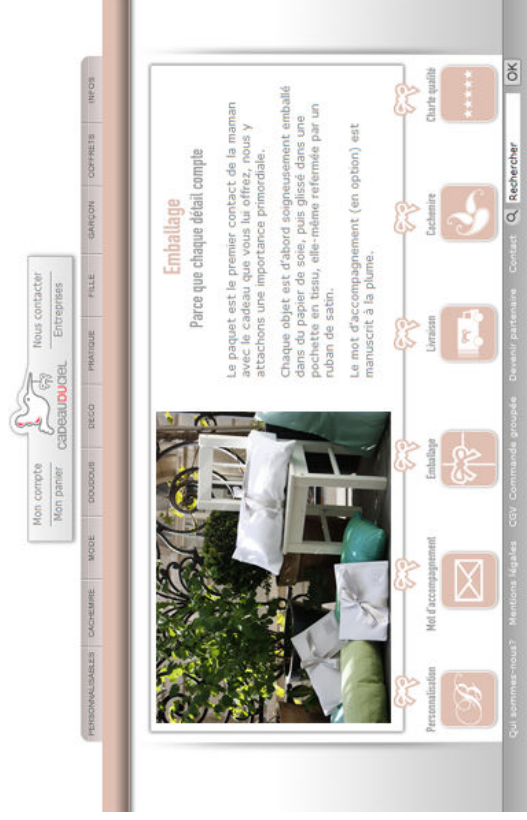 Mon compte
Nous contacter
Mon panier
Entreprises
CADEAUDUCIEL
PERSONNALISABLES
CACHEMIRE
MODE
DOUDOUS
DECO
PRATIQUE
FILLE
GARÇON
COFFRETS
INFOS
Emballage
Parce que chaque détail compte
Le paquet est le premier contact de la maman
avec le cadeau que vous lui offrez, nous y
attachons une importance primordiale.
Chaque objet est d'abord soigneusement emballé
dans du papier de soie, puis glissé dans une
pochette en tissu, elle-même refermée par un
ruban de satin.
Le mot d'accompagnement (en option) est
manuscrit à la plume.
Personnalisation
Mot d'accompagnement
Emballage
Livraison
Cachemire
Charte qualité
Qui sommes-nous? Mentions légales CGV Commande groupée Devenir partenaire Contact Rechercher OK